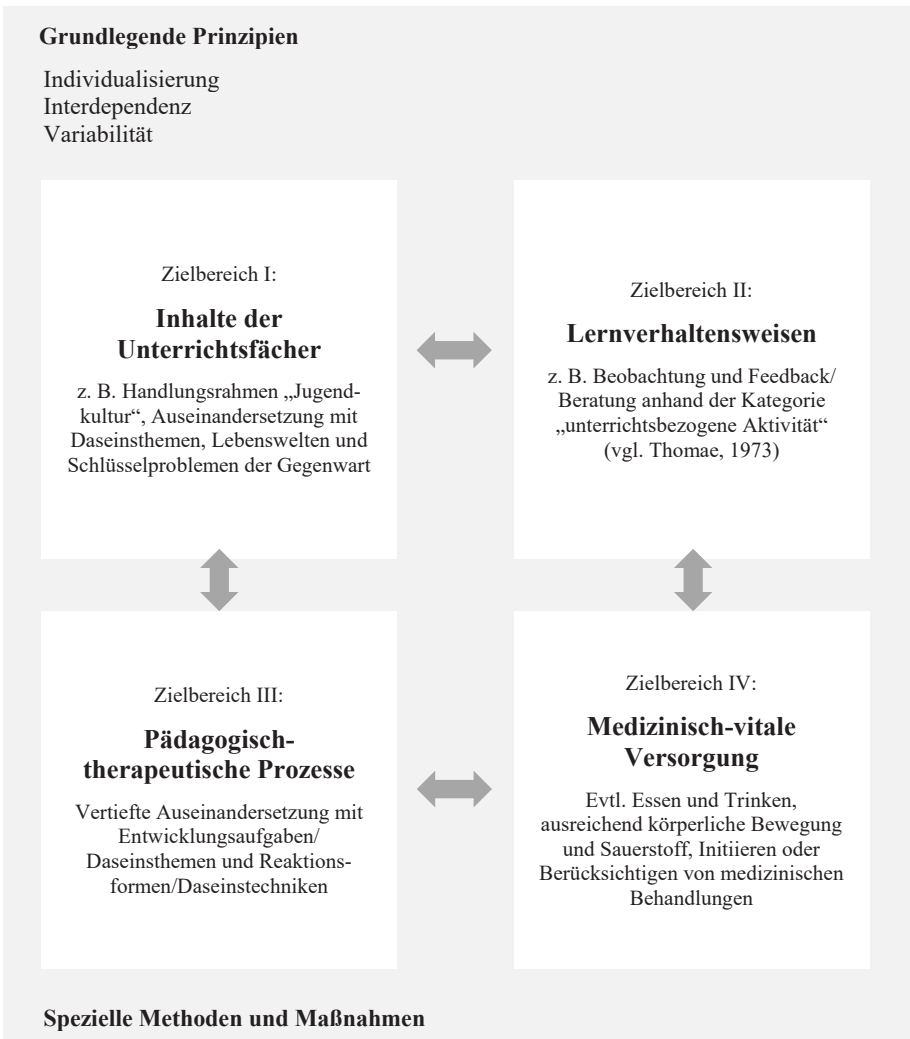 Grundlegende Prinzipien
Individualisierung
Interdependenz
Variabilität
Zielbereich I:
Inhalte der
Unterrichtsfächer
z. B. Handlungsrahmen „Jugend-
kultur“, Auseinandersetzung mit
Daseinsthemen, Lebenswelten und
Schlüsselproblemen der Gegenwart
Zielbereich II:
Lernverhaltensweisen
z. B. Beobachtung und Feedback/
Beratung anhand der Kategorie
„unterrichtsbezogene Aktivität“
(vgl. Thomae, 1973)
Zielbereich III:
Pädagogisch-
therapeutische Prozesse
Vertiefte Auseinandersetzung mit
Entwicklungsaufgaben/
Daseinsthemen und Reaktions-
formen/Daseinstechniken
Zielbereich IV:
Medizinisch-vitale
Versorgung
Evtl. Essen und Trinken,
ausreichend körperliche Bewegung
und Sauerstoff, Initiieren oder
Berücksichtigen von medizinischen
Behandlungen
Spezielle Methoden und Maßnahmen